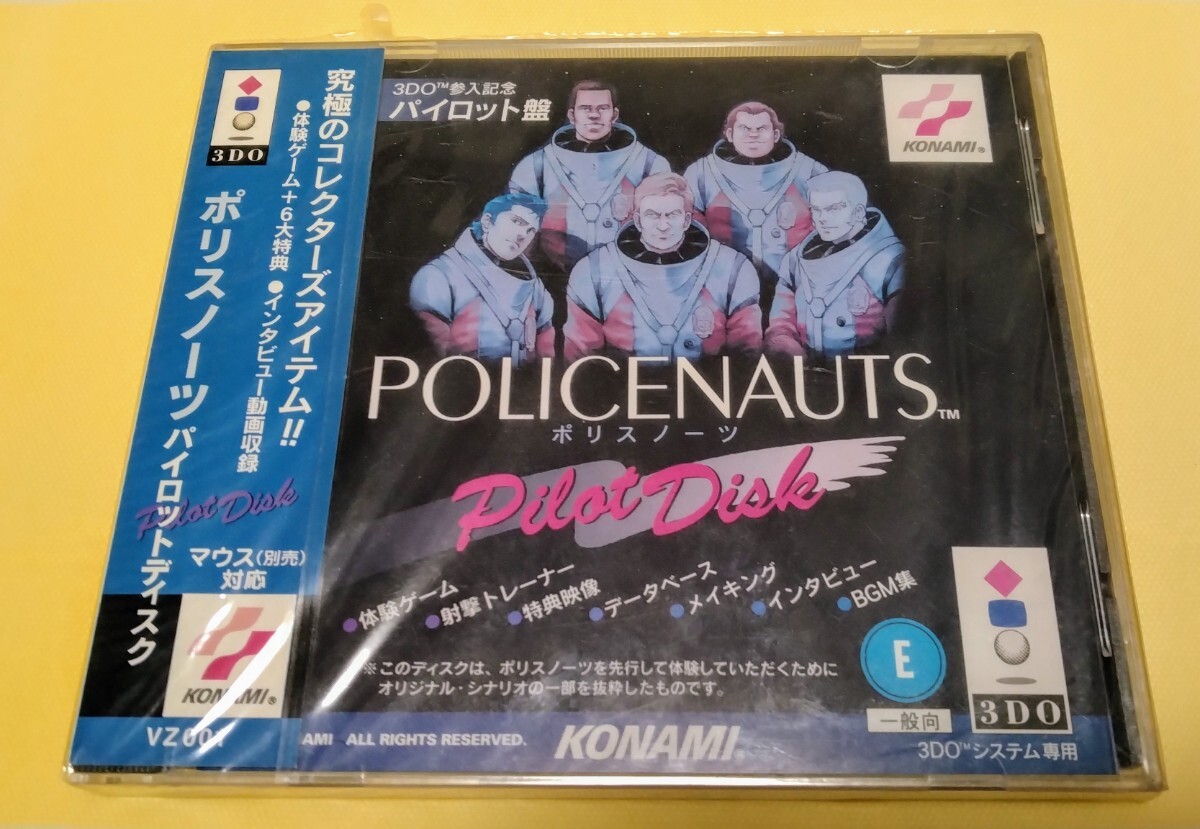 3DO
究極のコレクターズアイテム!!
●体験ゲーム+6大特典 ●インタビュー動画収録
ポリスノーツパイロットディスク
Pilot Disk
マウス(別売)
対応
KONAMI®
3DO™参入記念
パイロット盤
KONAMI®
POLICENAUTS™
ポリスノーツ
Pilot Disk
●体験ゲーム
●射撃トレーナー
●特典映像
●データベース
●メイキング
●インタビュー
●BGM集
※このディスクは、ポリスノーツを先行して体験していただくために
オリジナル・シナリオの一部を抜粋したものです。
E
一般向
3DO
3DO™システム専用
AMI ALL RIGHTS RESERVED.
KONAMI